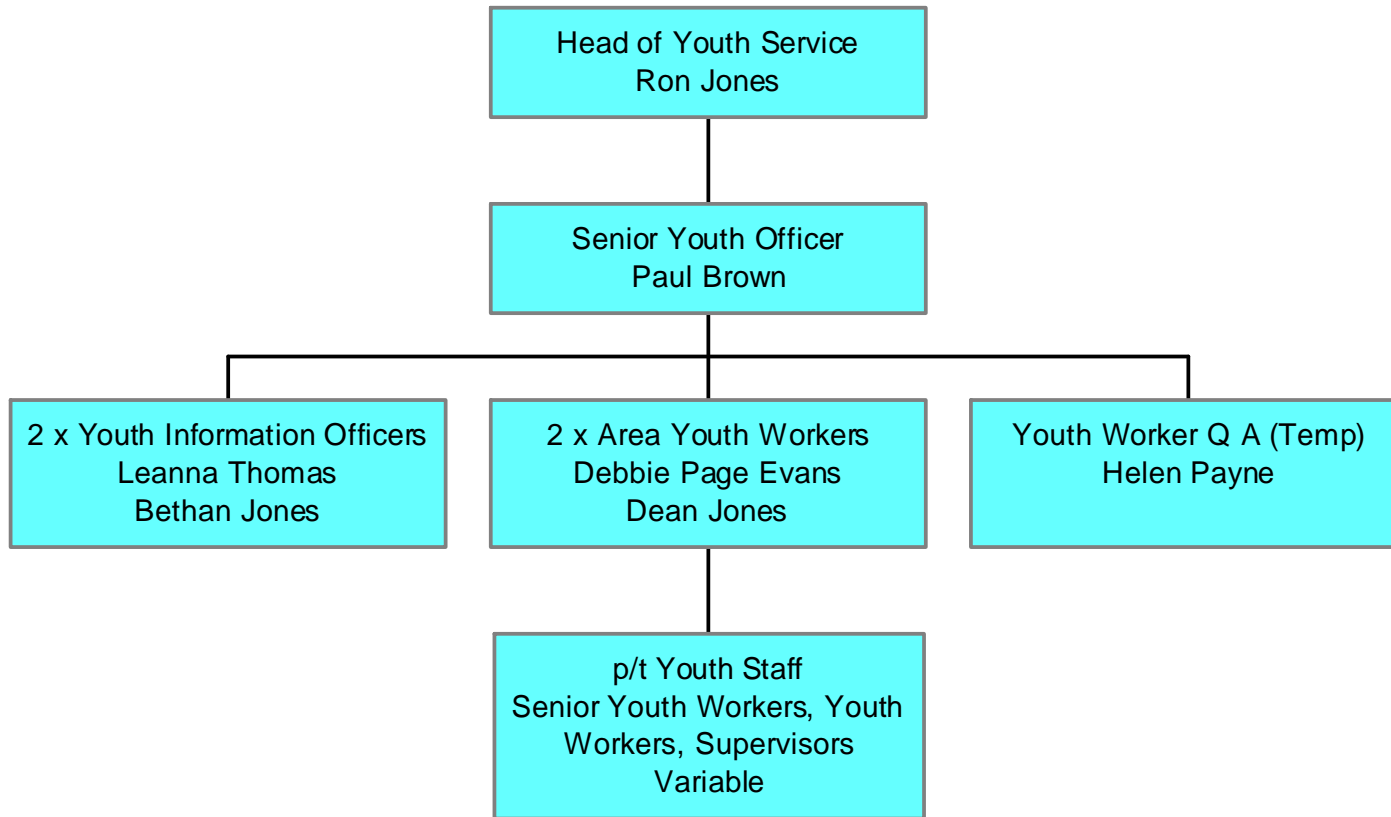 Head of Youth Service
Ron Jones
Senior Youth Officer
Paul Brown
2 x Youth Information Officers
Leanna Thomas
Bethan Jones
2 x Area Youth Workers
Debbie Page Evans
Dean Jones
Youth Worker Q A (Temp)
Helen Payne
p/t Youth Staff
Senior Youth Workers, Youth
Workers, Supervisors
Variable